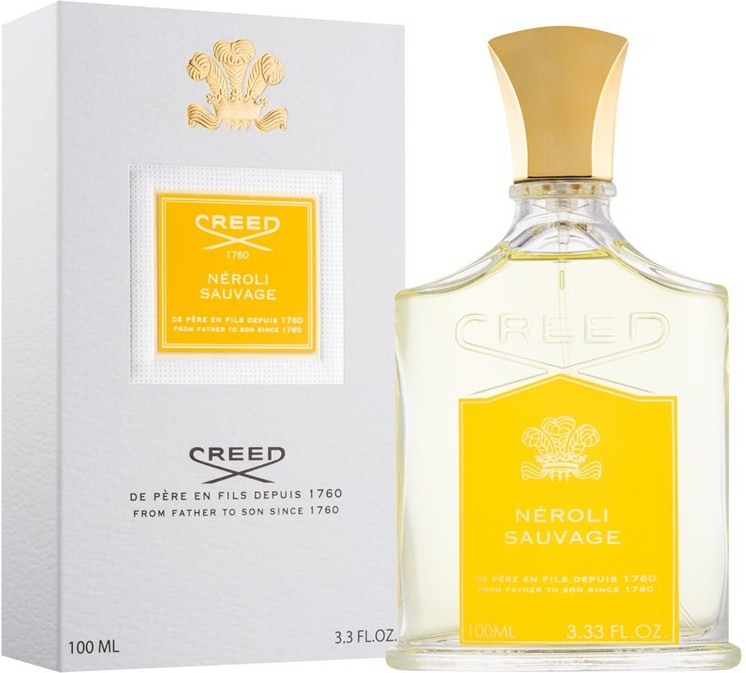 CREED
1760
NÉROLI
SAUVAGE
DE PÈRE EN FILS DEPUIS 1760
FROM FATHER TO SON SINCE 1760
CREED
DE PÈRE EN FILS DEPUIS 1760
FROM FATHER TO SON SINCE 1760
100 ML
3.3 FL.OZ.
CREED
NÉROLI
SAUVAGE
DE PÈRE EN FILS DEPUIS 1760
FROM FATHER TO SON SINCE 1760
100ML 3.33 FL.OZ.